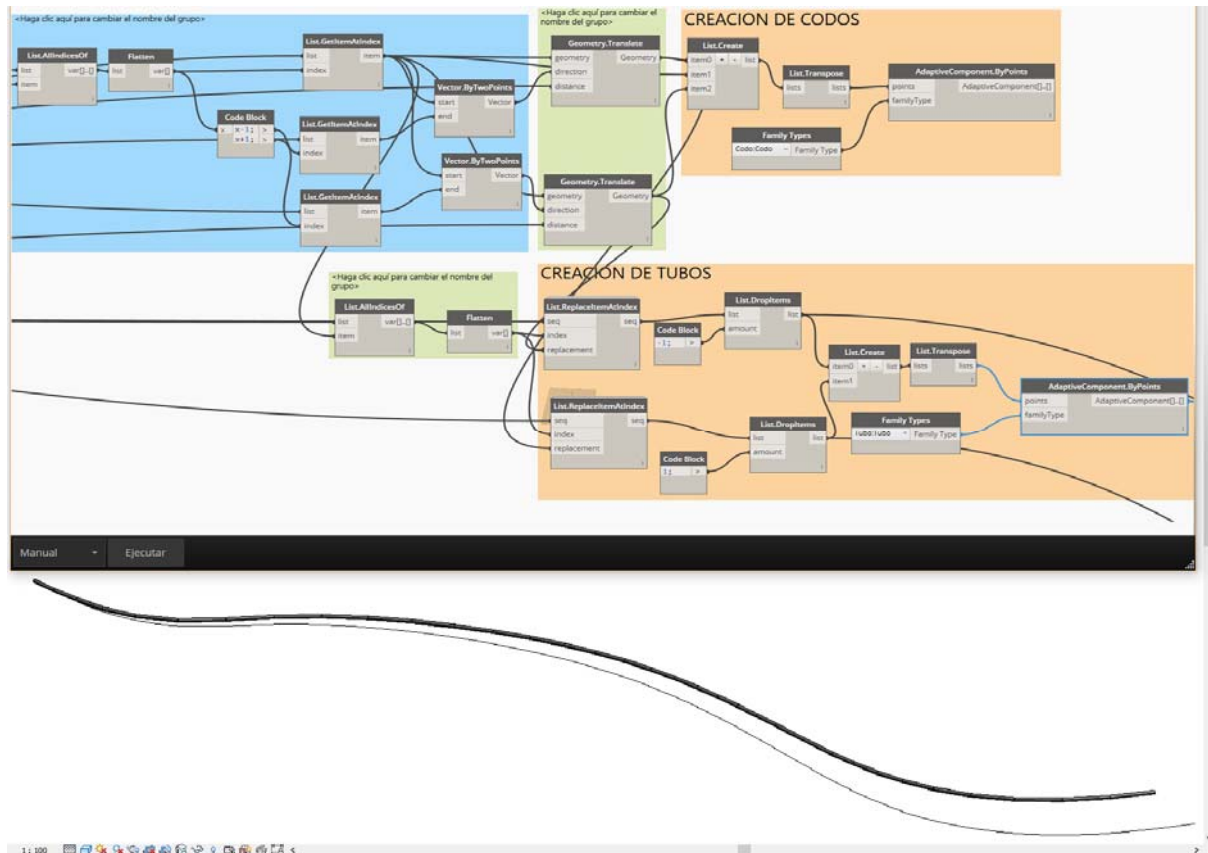 <Haga clic aquí para cambiar el nombre del grupo>
List.AllIndicesOf
list var[]..[]
item
Flatten
list var[]
Code Block
x x-1; >
x+1; >
List.GetItemAtIndex
list item
index
List.GetItemAtIndex
list item
index
List.GetItemAtIndex
list item
index
Vector.ByTwoPoints
start Vector
end
Vector.ByTwoPoints
start Vector
end
<Haga clic aquí para cambiar el
nombre del grupo>
Geometry.Translate
geometry Geometry
direction
distance
Geometry.Translate
geometry Geometry
direction
distance
CREACION DE CODOS
List.Create
item0 + - list
item1
item2
List.Transpose
lists lists
Family Types
Codo:Codo Family Type
AdaptiveComponent.ByPoints
points AdaptiveComponent[]..[]
familyType
<Haga clic aquí para cambiar el nombre del
grupo>
List.AllIndicesOf
list var[]..[]
item
Flatten
list var[]
CREACION DE TUBOS
List.ReplaceItemAtIndex
seq seq
index
replacement
List.ReplaceItemAtIndex
seq seq
index
replacement
Code Block
-1; >
List.DropItems
list list
amount
Code Block
1; >
List.DropItems
list list
amount
List.Create
item0 + - list
item1
List.Transpose
lists lists
Family Types
Tubo:Tubo Family Type
AdaptiveComponent.ByPoints
points AdaptiveComponent[]..[]
familyType
Manual Ejecutar
1 : 100